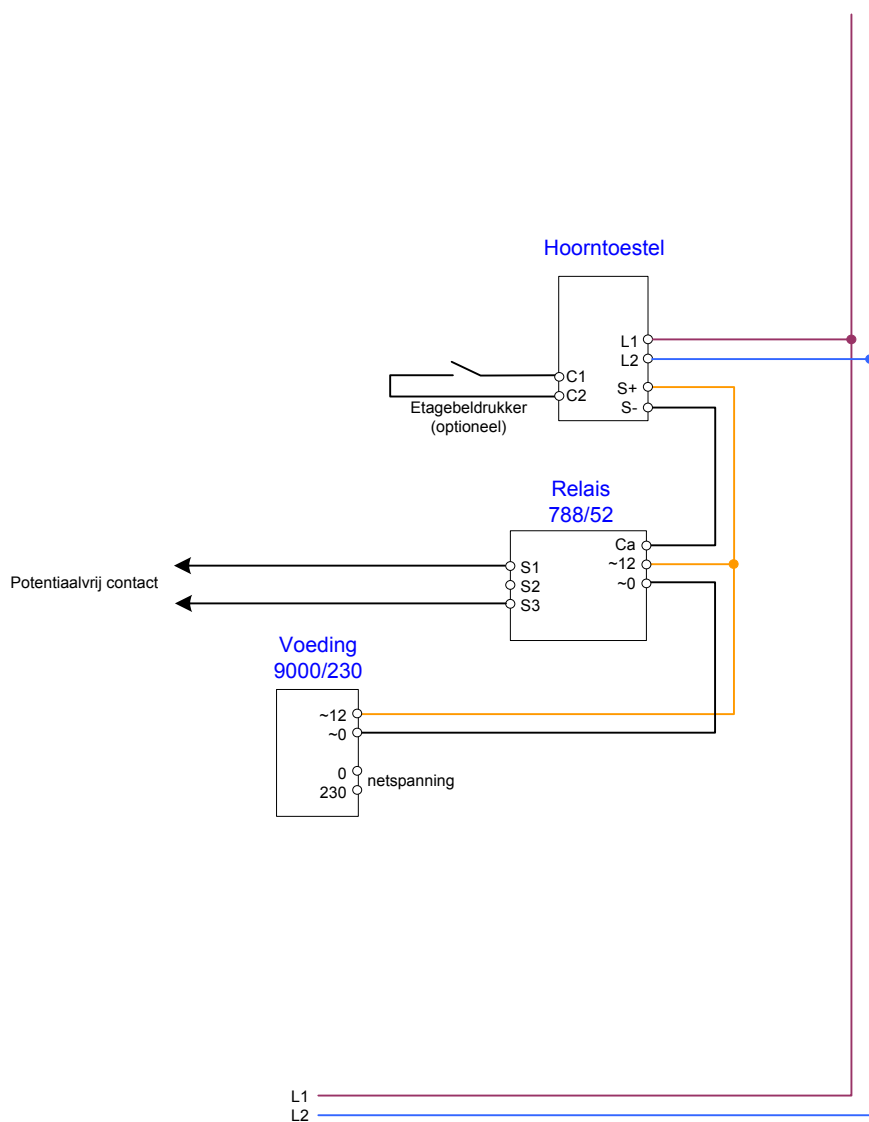 Hoorntoestel
L1
L2
S+
S-
C1
C2
Etagebeldrukker
(optioneel)
Relais
788/52
Ca
~12
~0
S1
S2
S3
Potentiaalvrij contact
Voeding
9000/230
~12
~0
0
230
netspanning
L1
L2